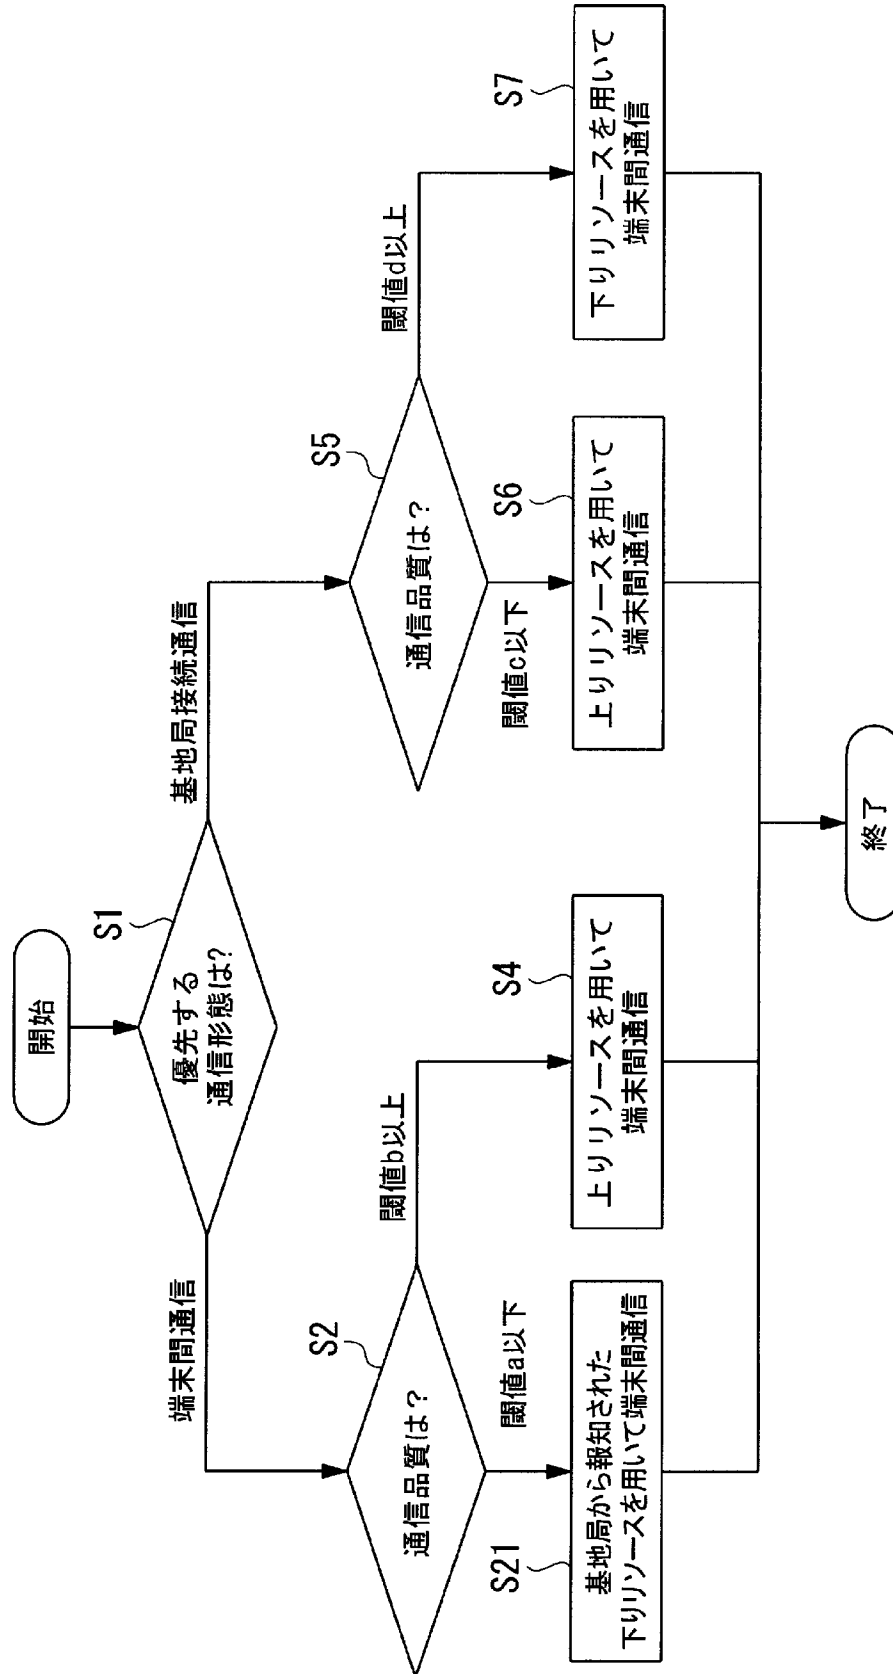 開始
S1
優先する
通信形態は?
端末間通信
基地局接続通信
S2
通信品質は?
閾値b以上
閾値a以下
S5
通信品質は?
閾値d以上
閾値c以下
S21
基地局から報知された
下りリソースを用いて端末間通信
S4
上りリソースを用いて
端末間通信
S6
上りリソースを用いて
端末間通信
S7
下りリソースを用いて
端末間通信
終了